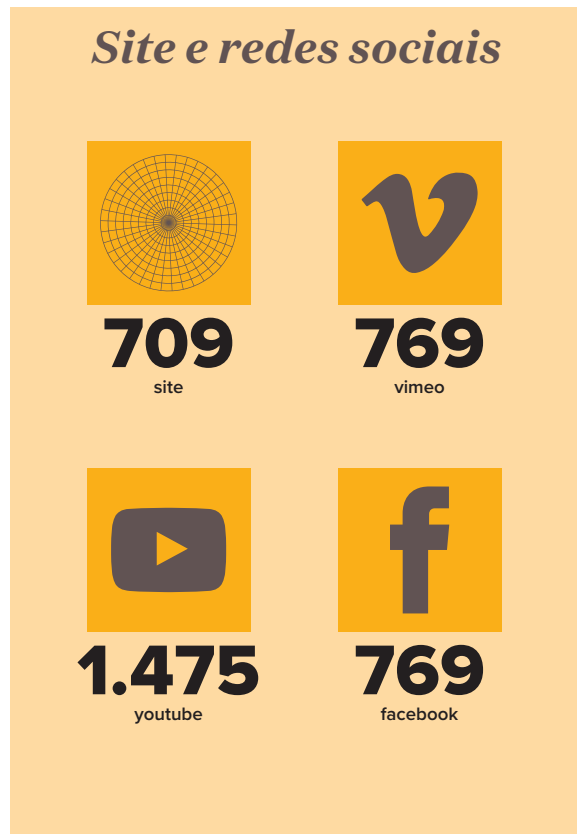 Site e redes sociais
709
site
769
vimeo
1.475
youtube
769
facebook